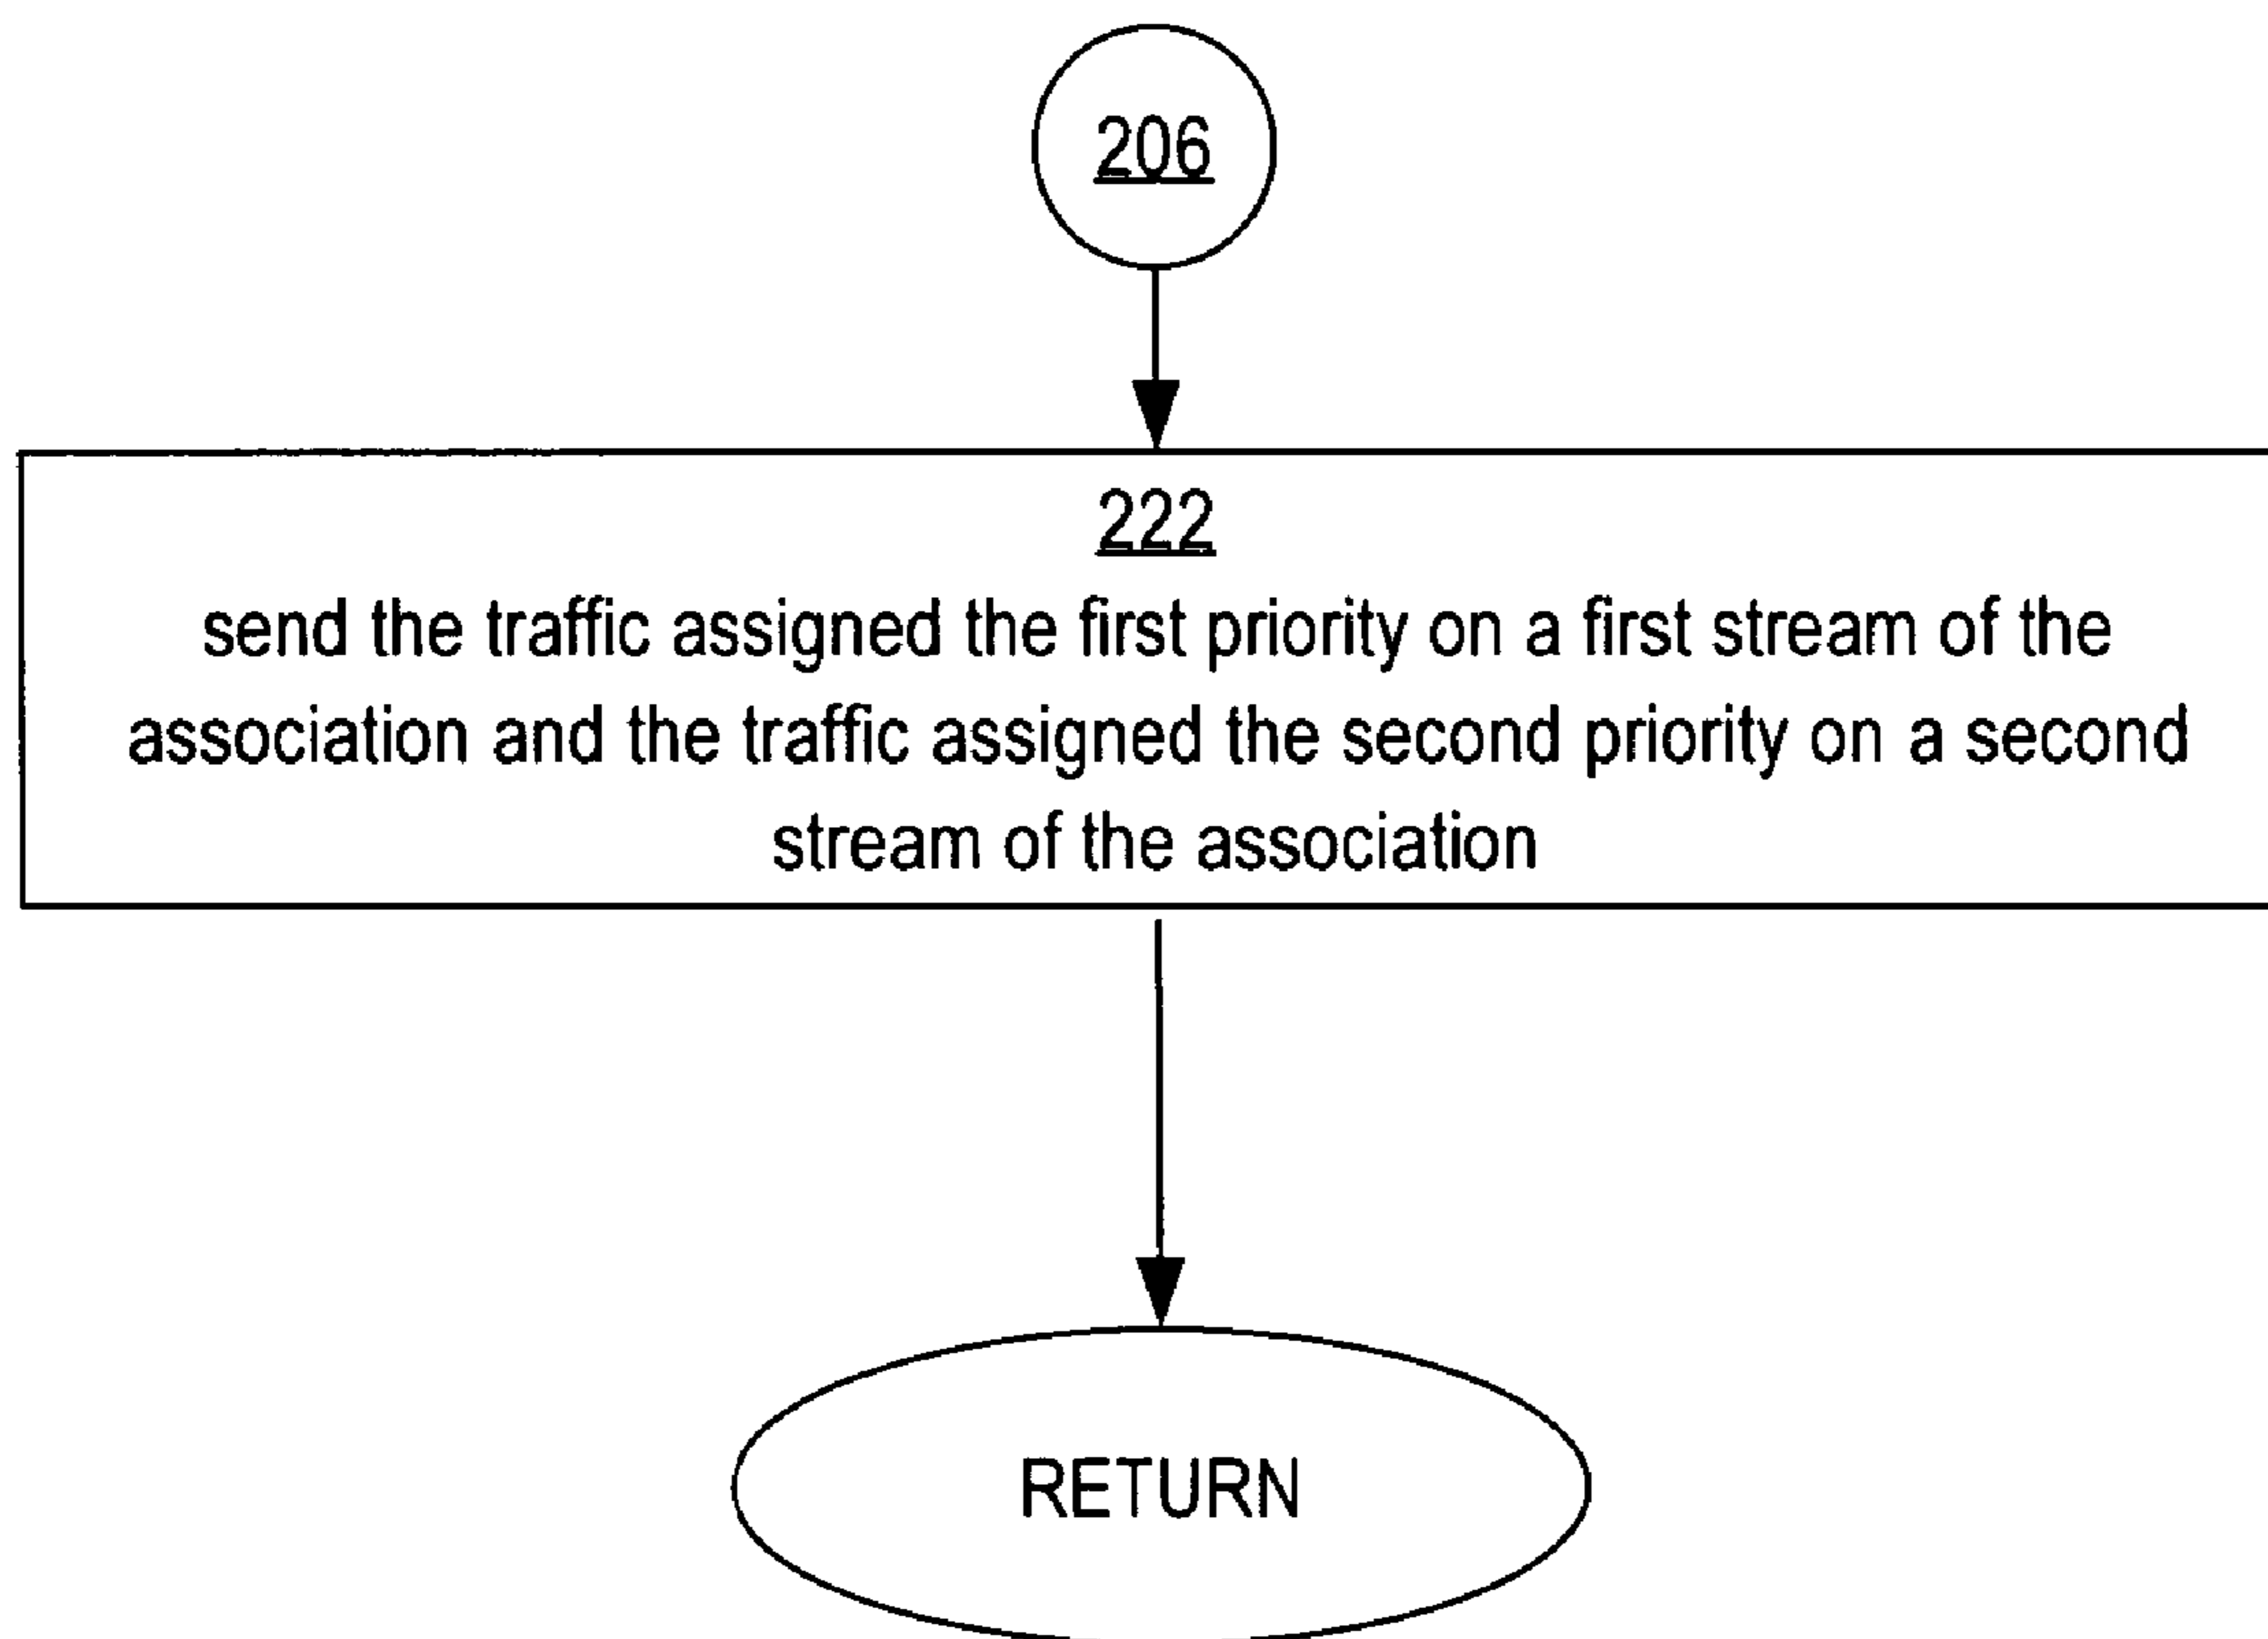 206
222
send the traffic assigned the first priority on a first stream of the
association and the traffic assigned the second priority on a second
stream of the association
RETURN